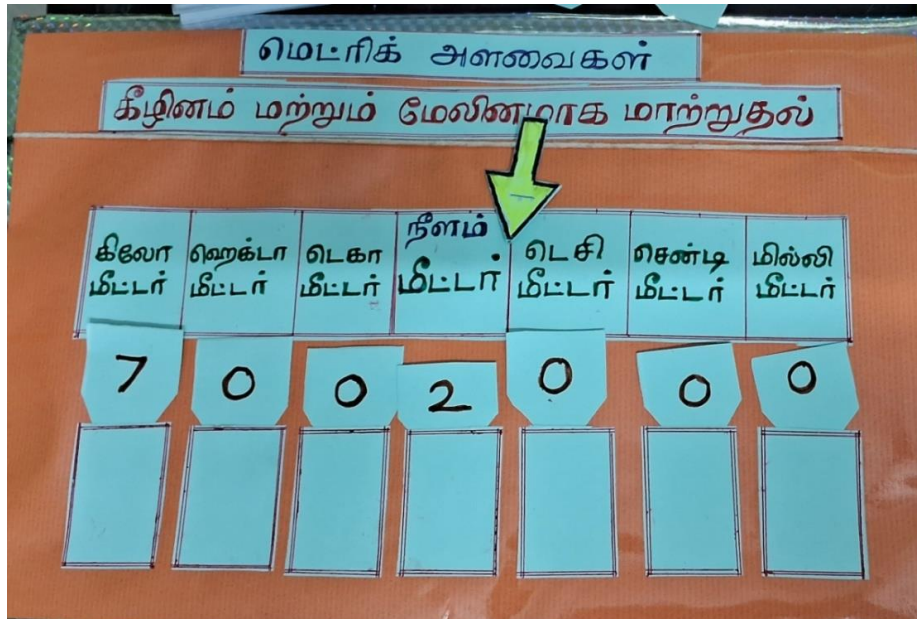 மெட்ரிக் அளவைகள்
கீழினம் மற்றும் மேலினமாக மாற்றுதல்
நீளம்
கிலோ மீட்டர் ஹெக்டா மீட்டர் டெகா மீட்டர் மீட்டர் டெசி மீட்டர் சென்டி மீட்டர் மில்லி மீட்டர்
7 0 0 2 0 0 0